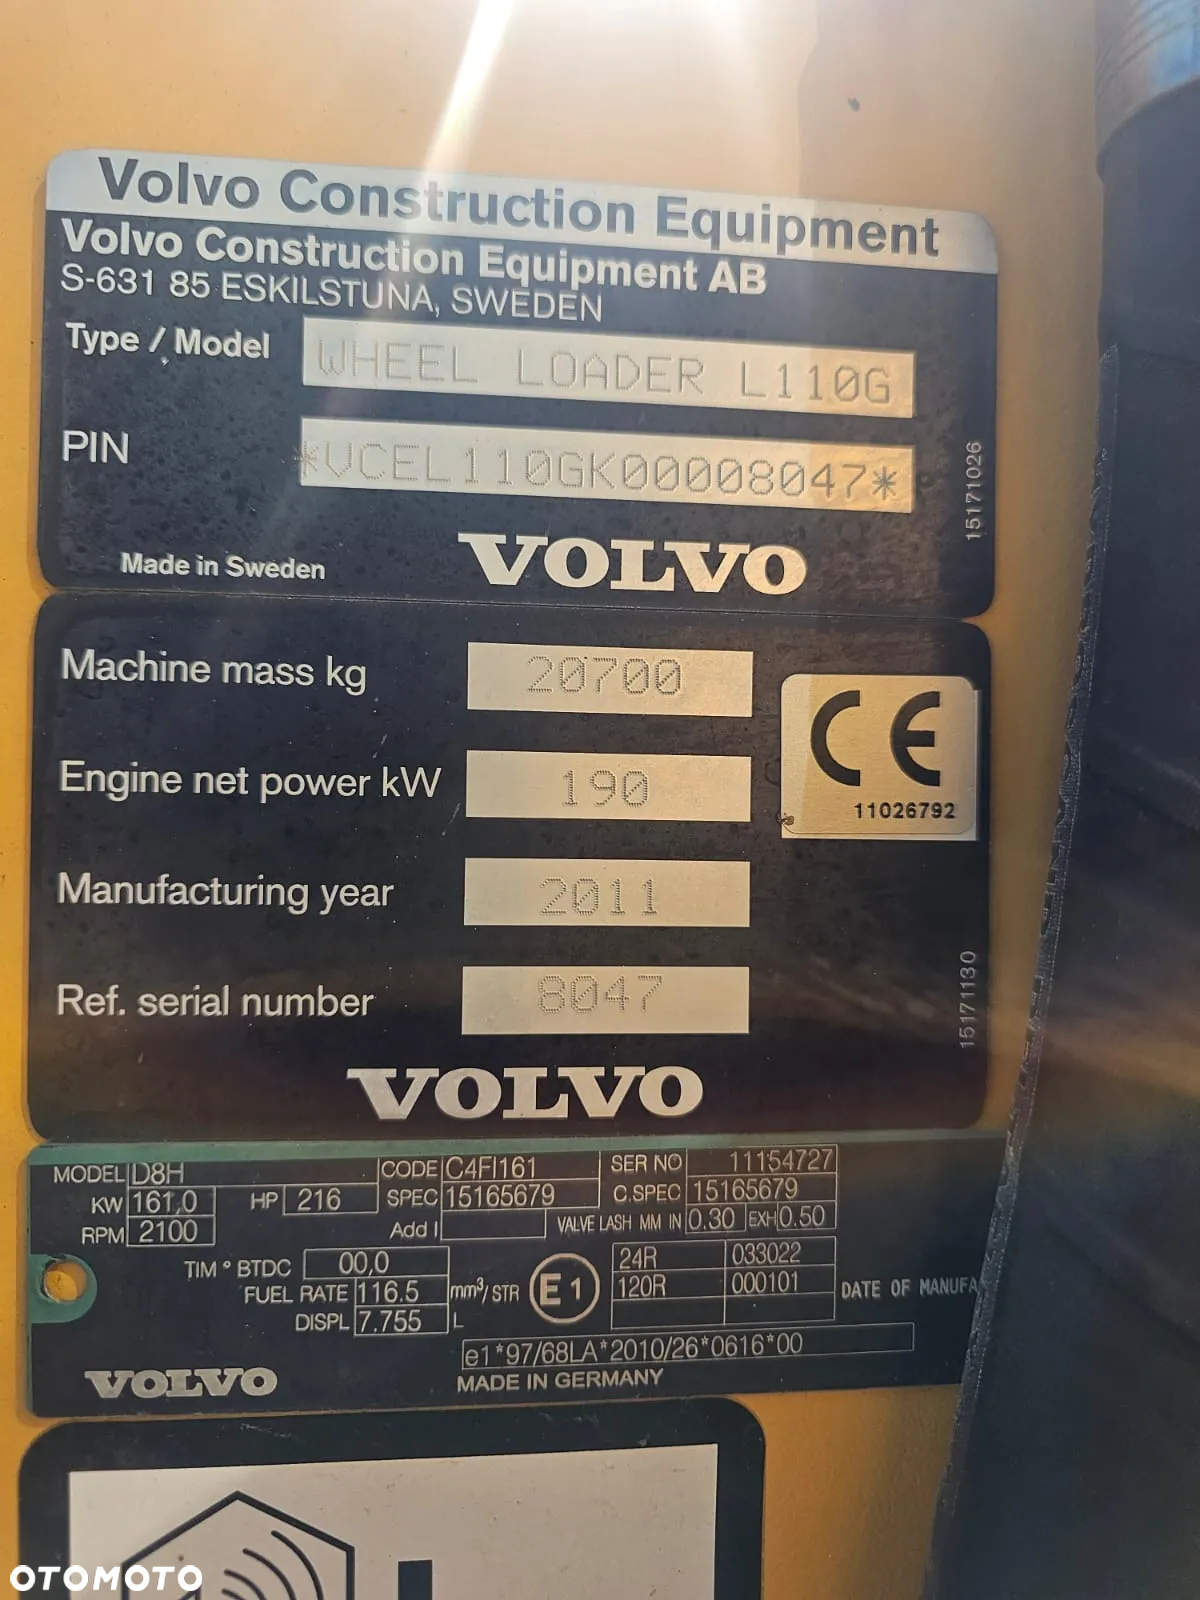 Volvo Construction Equipment
Volvo Construction Equipment AB
S-631 85 ESKILSTUNA, SWEDEN
Type / Model WHEEL LOADER L110G
PIN *VCEL110GK00008047*
15171026
Made in Sweden VOLVO
Machine mass kg 20700
CE
11026792
Engine net power kW 190
Manufacturing year 2011
Ref. serial number 8047
15171130
VOLVO
MODEL D8H CODE C4FI161 SER NO 11154727
KW 161,0 HP 216 SPEC 15165679 C.SPEC 15165679
RPM 2100 Add I VALVE LASH MM IN 0.30 EXH 0.50
TIM ° BTDC 00,0 E1 24R 033022
FUEL RATE 116.5 mm³/STR 120R 000101 DATE OF MANUFA
DISPL 7.755 L
e1*97/68LA*2010/26*0616*00
VOLVO MADE IN GERMANY
OTOMOTO